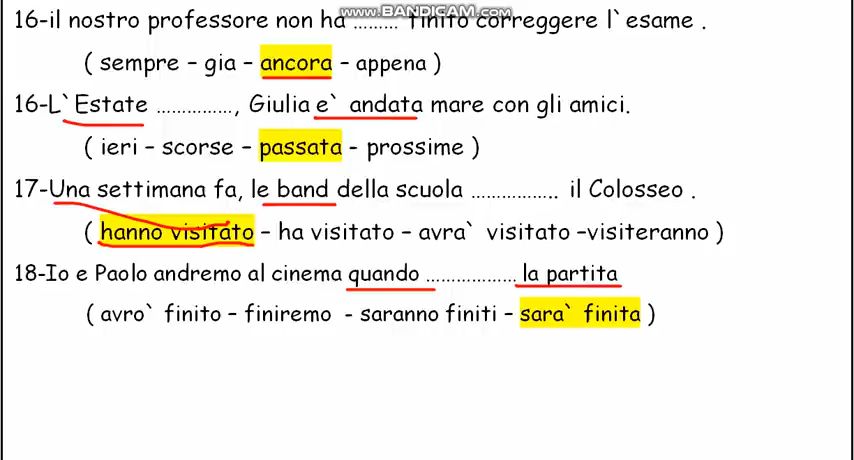 www.BANDICAM.com
16-il nostro professore non ha ……… finito correggere l`esame .
( sempre – gia – ancora – appena )
16-L`Estate ……………, Giulia e` andata mare con gli amici.
( ieri – scorse – passata - prossime )
17-Una settimana fa, le band della scuola …………….. il Colosseo .
( hanno visitato – ha visitato – avra` visitato –visiteranno )
18-Io e Paolo andremo al cinema quando ……………… la partita
( avro` finito – finiremo - saranno finiti – sara` finita )